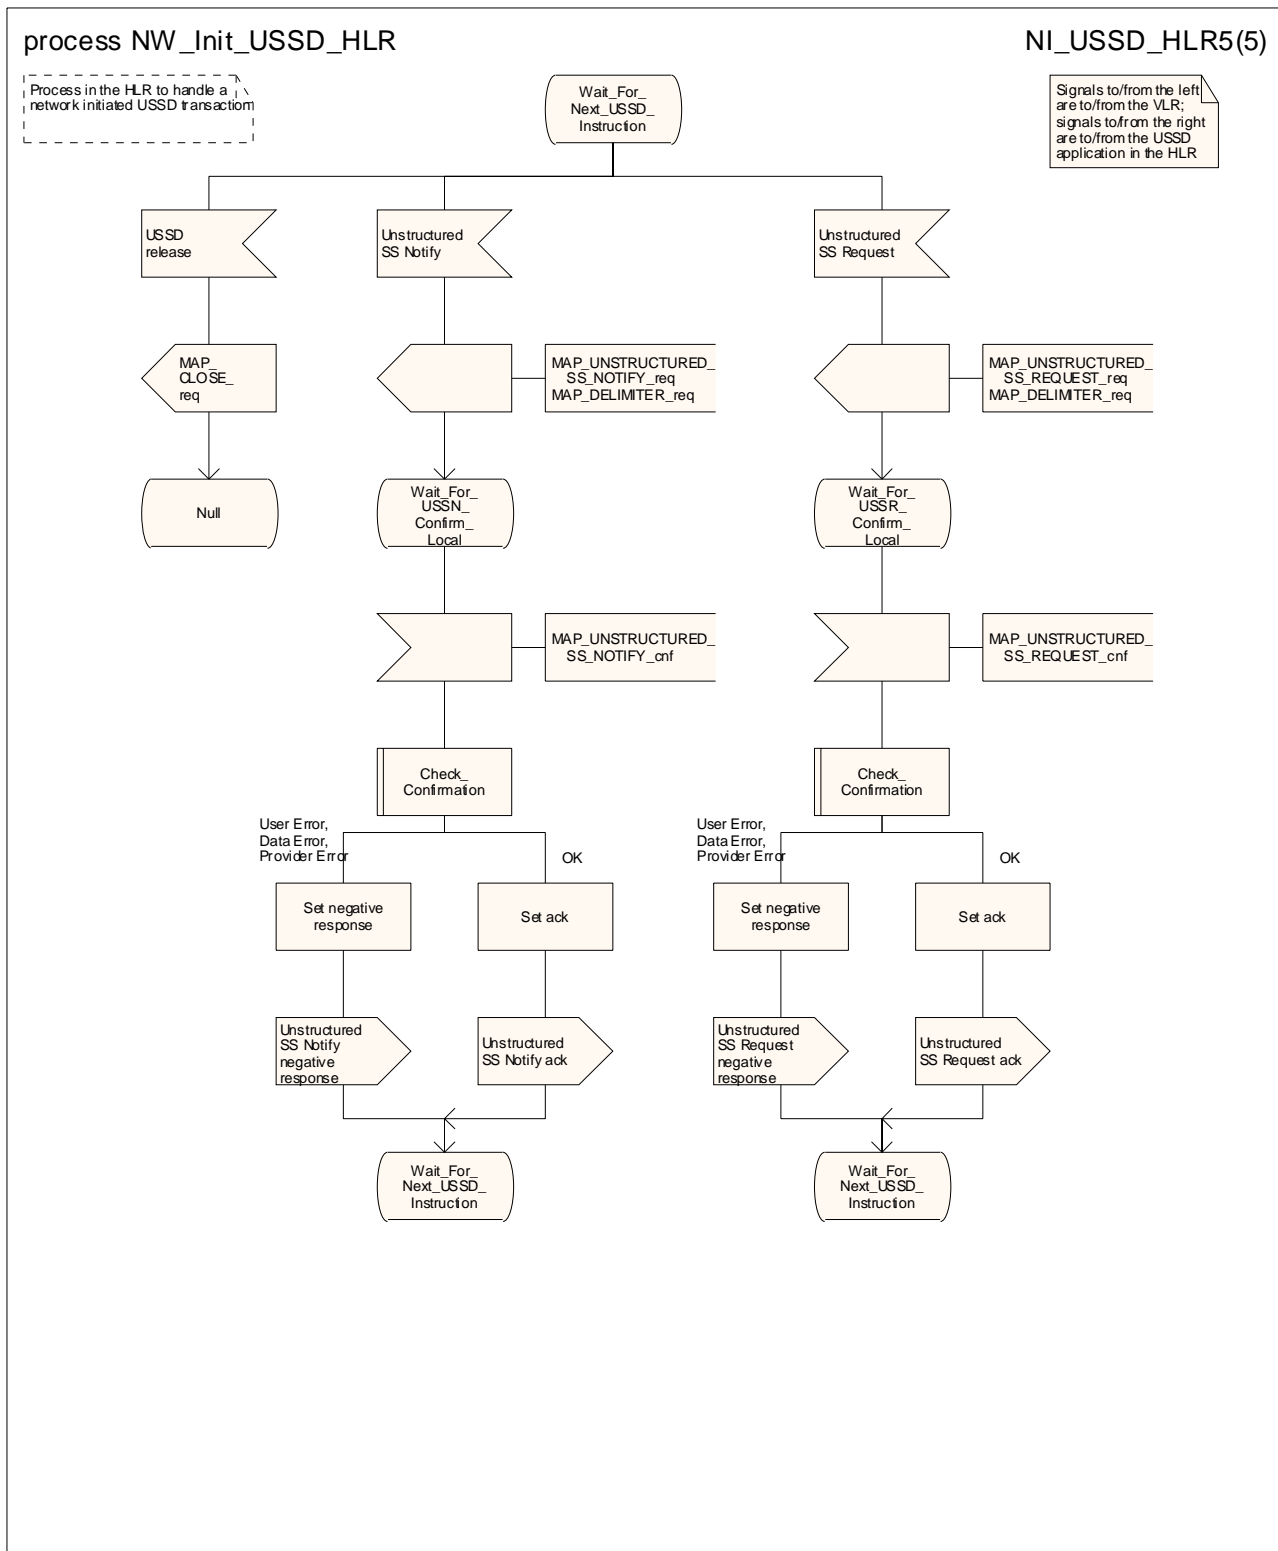 process NW_Init_USSD_HLR
NI_USSD_HLR5(5)
Process in the HLR to handle a
network initiated USSD transaction
Wait_For_
Next_USSD_
Instruction
Signals to/from the left
are to/from the VLR;
signals to/from the right
are to/from the USSD
application in the HLR
USSD
release
Unstructured
SS Notify
Unstructured
SS Request
MAP_
CLOSE_
req
MAP_UNSTRUCTURED_
SS_NOTIFY_req
MAP_DELIMITER_req
MAP_UNSTRUCTURED_
SS_REQUEST_req
MAP_DELIMITER_req
Null
Wait_For_
USSN_
Confirm_
Local
Wait_For_
USSR_
Confirm_
Local
MAP_UNSTRUCTURED_
SS_NOTIFY_cnf
MAP_UNSTRUCTURED_
SS_REQUEST_cnf
Check_
Confirmation
Check_
Confirmation
User Error,
Data Error,
Provider Error
OK
User Error,
Data Error,
Provider Error
OK
Set negative
response
Set ack
Set negative
response
Set ack
Unstructured
SS Notify
negative
response
Unstructured
SS Notify ack
Unstructured
SS Request
negative
response
Unstructured
SS Request ack
Wait_For_
Next_USSD_
Instruction
Wait_For_
Next_USSD_
Instruction